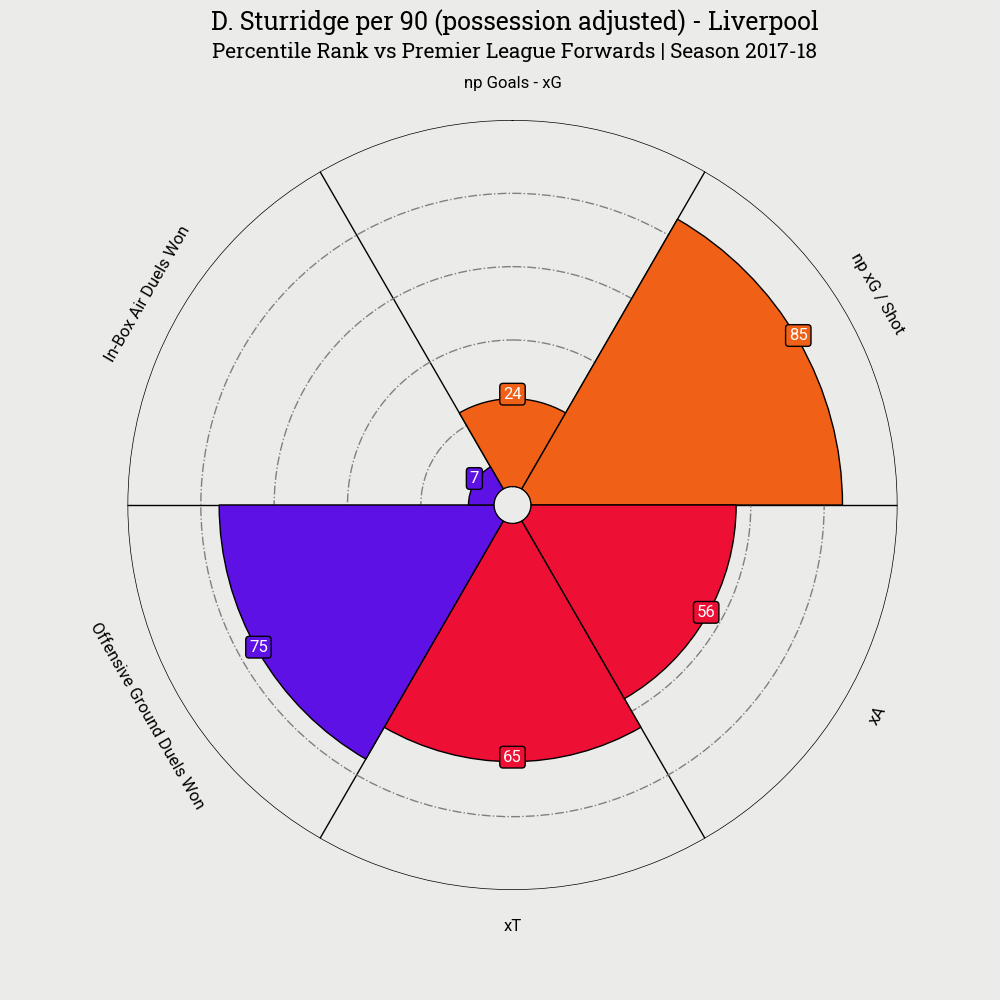 D. Sturridge per 90 (possession adjusted) - Liverpool
Percentile Rank vs Premier League Forwards | Season 2017-18
np Goals - xG
In-Box Air Duels Won
np xG / Shot
85
24
7
56
75
65
Offensive Ground Duels Won
xA
xT